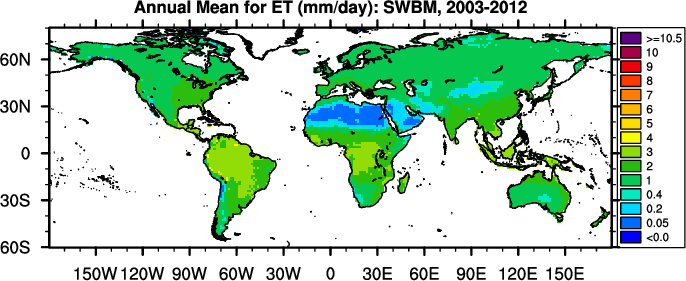 Annual Mean for ET (mm/day): SWBM, 2003-2012
60N
30N
0
30S
60S
150W 120W 90W 60W 30W 0 30E 60E 90E 120E 150E
>=10.5
10
9
8
7
6
5
4
3
2
1
0.4
0.2
0.05
<0.0